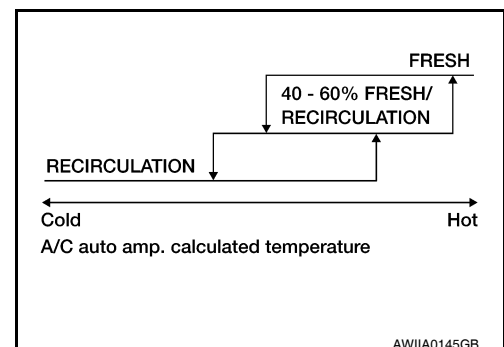 FRESH
40 - 60% FRESH/
RECIRCULATION
RECIRCULATION
Cold Hot
A/C auto amp. calculated temperature
AWIIA0145GB